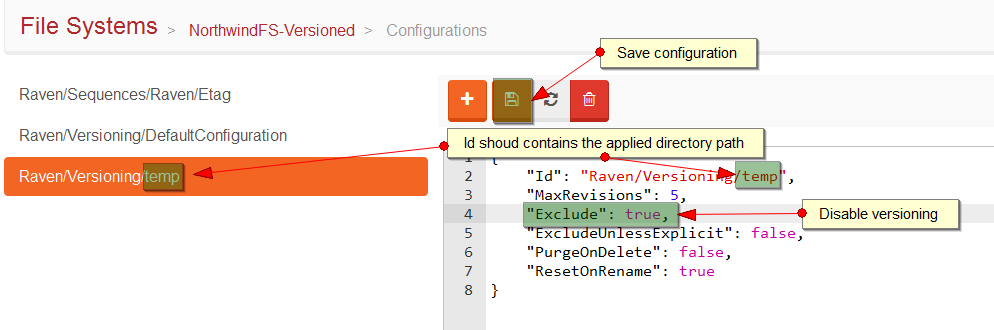 File Systems > NorthwindFS-Versioned > Configurations
Save configuration
Raven/Sequences/Raven/Etag
Raven/Versioning/DefaultConfiguration
Id shoud contains the applied directory path
Raven/Versioning/temp
1 {
2 "Id": "Raven/Versioning/temp",
3 "MaxRevisions": 5,
4 "Exclude": true,
Disable versioning
5 "ExcludeUnlessExplicit": false,
6 "PurgeOnDelete": false,
7 "ResetOnRename": true
8 }